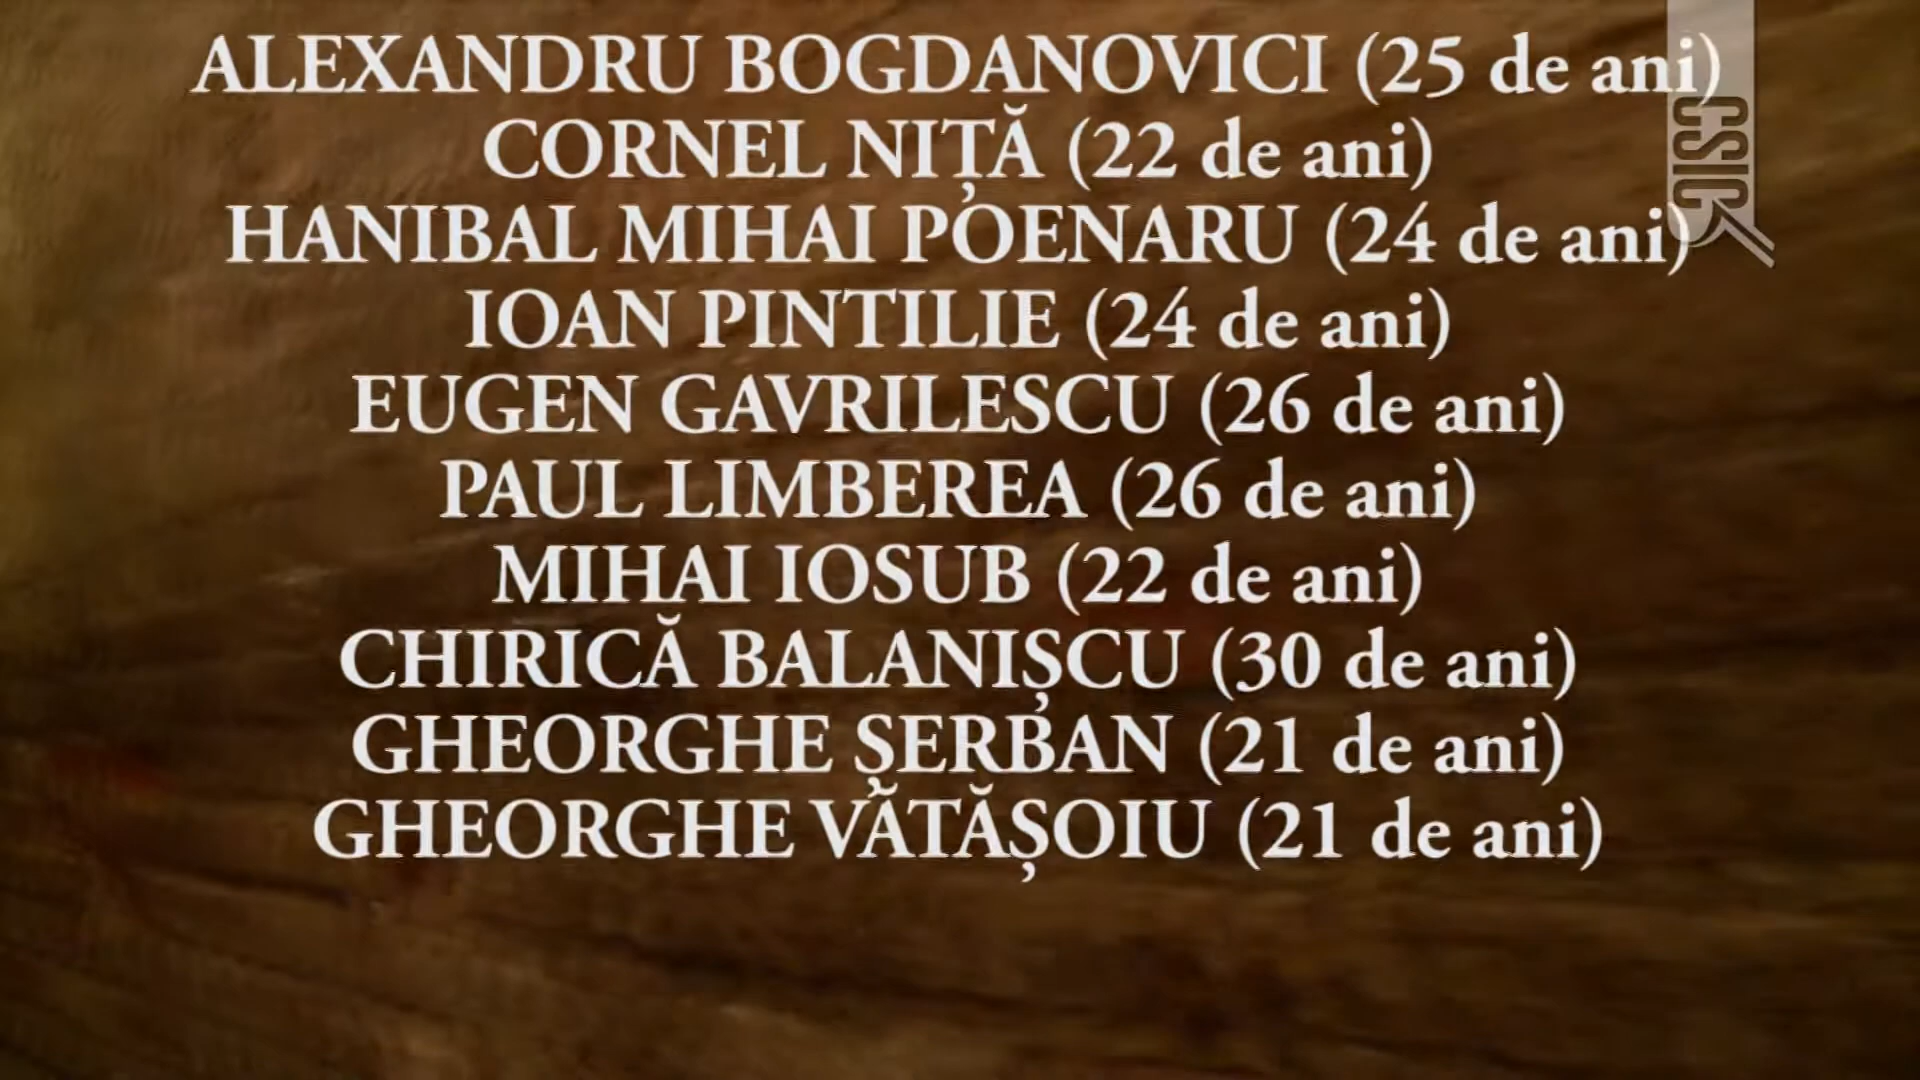 ALEXANDRU BOGDANOVICI (25 de ani)
CORNEL NIȚĂ (22 de ani)
HANIBAL MIHAI POENARU (24 de ani)
IOAN PINTILIE (24 de ani)
EUGEN GAVRILESCU (26 de ani)
PAUL LIMBEREA (26 de ani)
MIHAI IOSUB (22 de ani)
CHIRICĂ BALANIȘCU (30 de ani)
GHEORGHE ȘERBAN (21 de ani)
GHEORGHE VĂTĂȘOIU (21 de ani)
CSIC